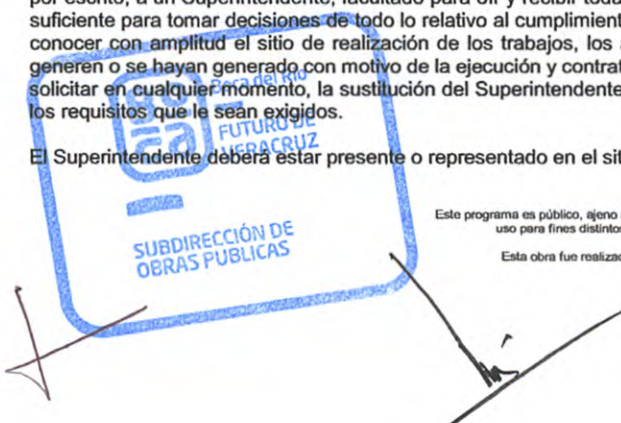 por escrito, a un Superintendente, facultado para oír y recibir toda
suficiente para tomar decisiones de todo lo relativo al cumplimient
conocer con amplitud el sitio de realización de los trabajos, los a
generen o se hayan generado con motivo de la ejecución y contrat
solicitar en cualquier momento, la sustitución del Superintendente
los requisitos que le sean exigidos.
Boca del Río
FUTURO DE
VERACRUZ
El Superintendente deberá estar presente o representado en el sit
SUBDIRECCIÓN DE
OBRAS PUBLICAS
Este programa es público, ajeno
uso para fines distintos
Esta obra fue realizad